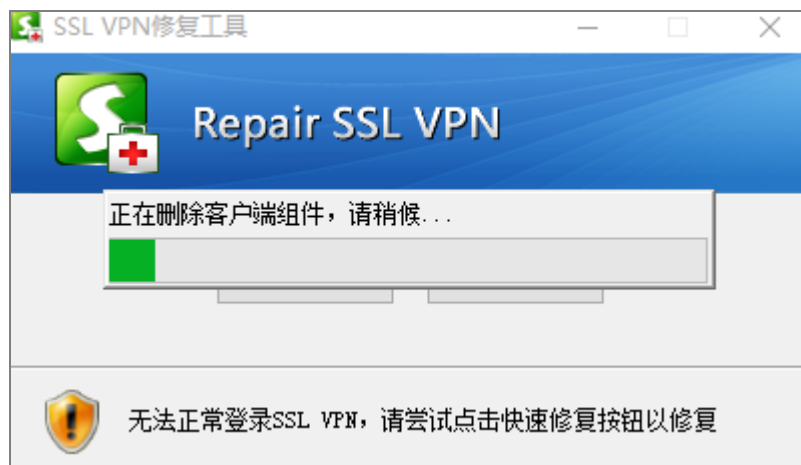 SSL VPN修复工具
Repair SSL VPN
正在删除客户端组件，请稍候...
无法正常登录SSL VPN，请尝试点击快速修复按钮以修复